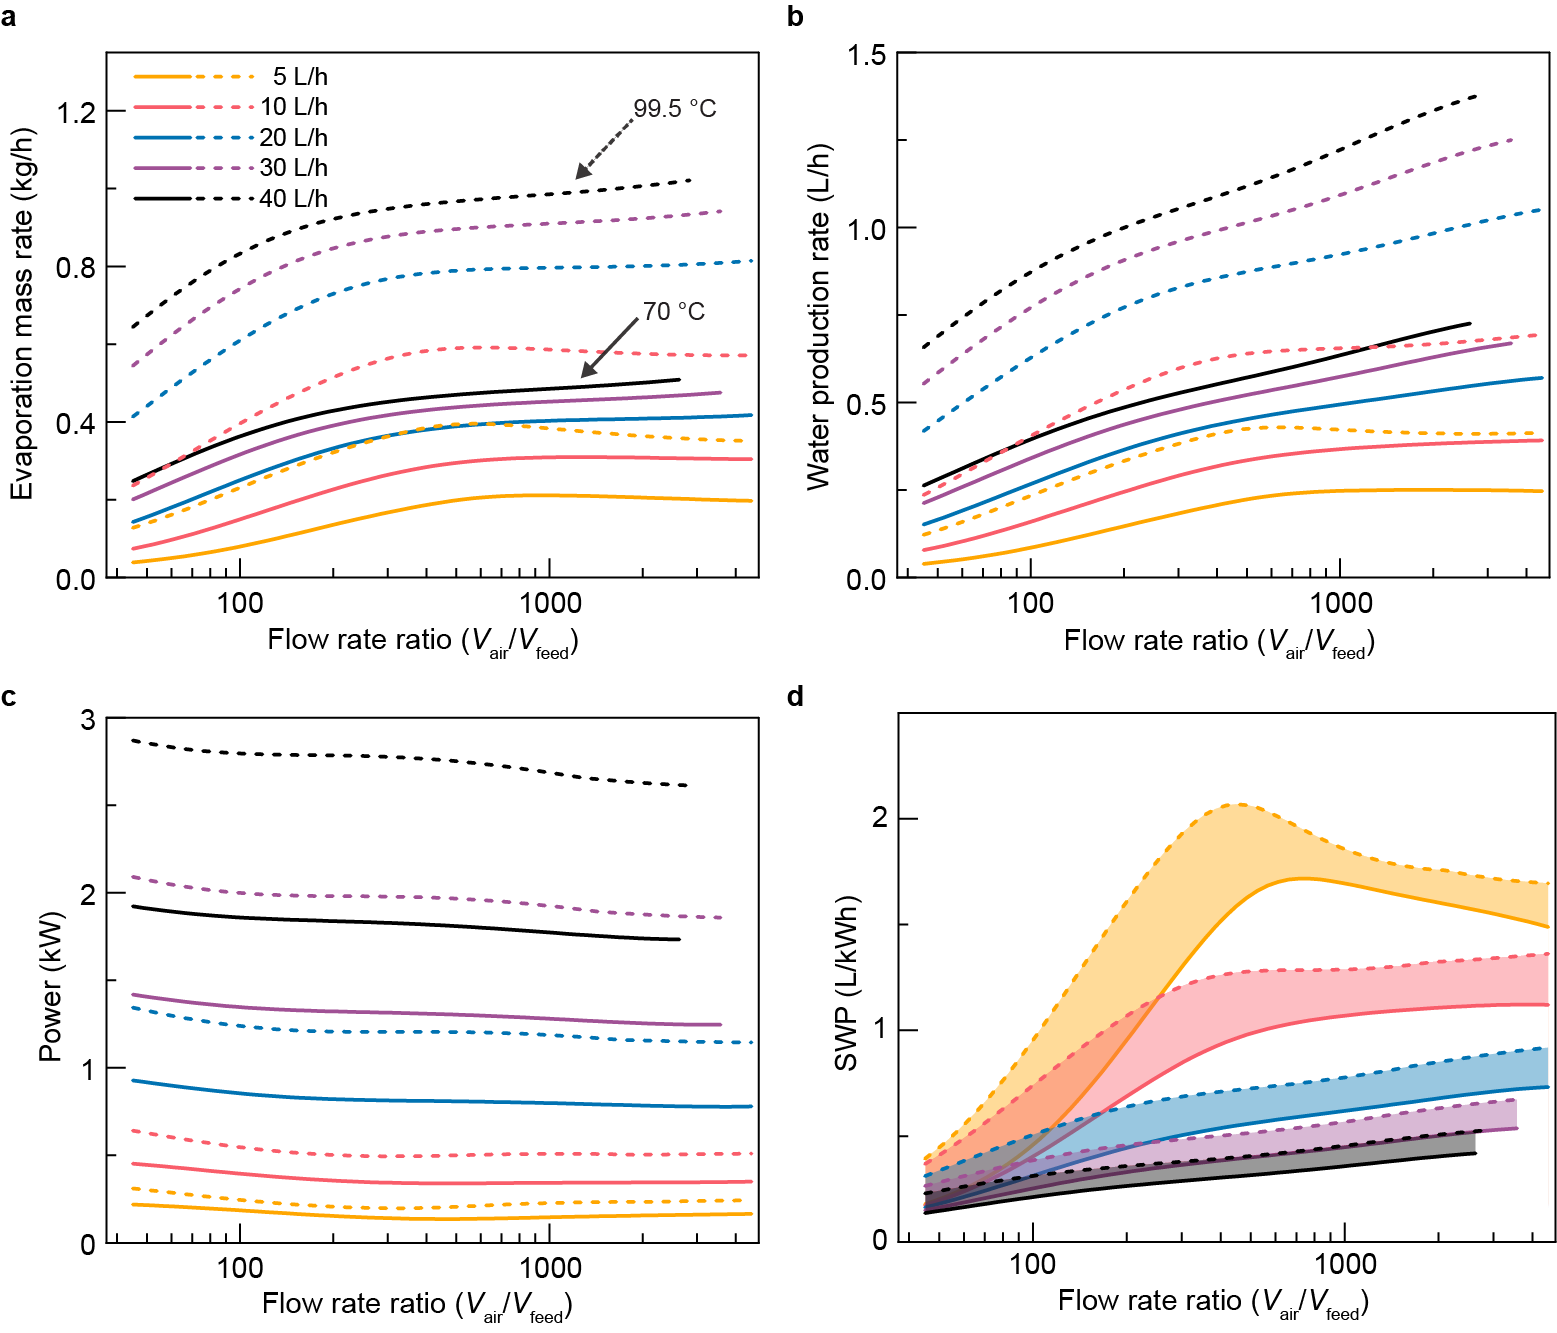 a
Evaporation mass rate (kg/h)
1.2
0.8
0.4
0.0
5 L/h
10 L/h
20 L/h
30 L/h
40 L/h
99.5 °C
70 °C
100
1000
Flow rate ratio (Vair/Vfeed)
b
Water production rate (L/h)
1.5
1.0
0.5
0.0
100
1000
Flow rate ratio (Vair/Vfeed)
c
Power (kW)
3
2
1
0
100
1000
Flow rate ratio (Vair/Vfeed)
d
SWP (L/kWh)
2
1
0
100
1000
Flow rate ratio (Vair/Vfeed)